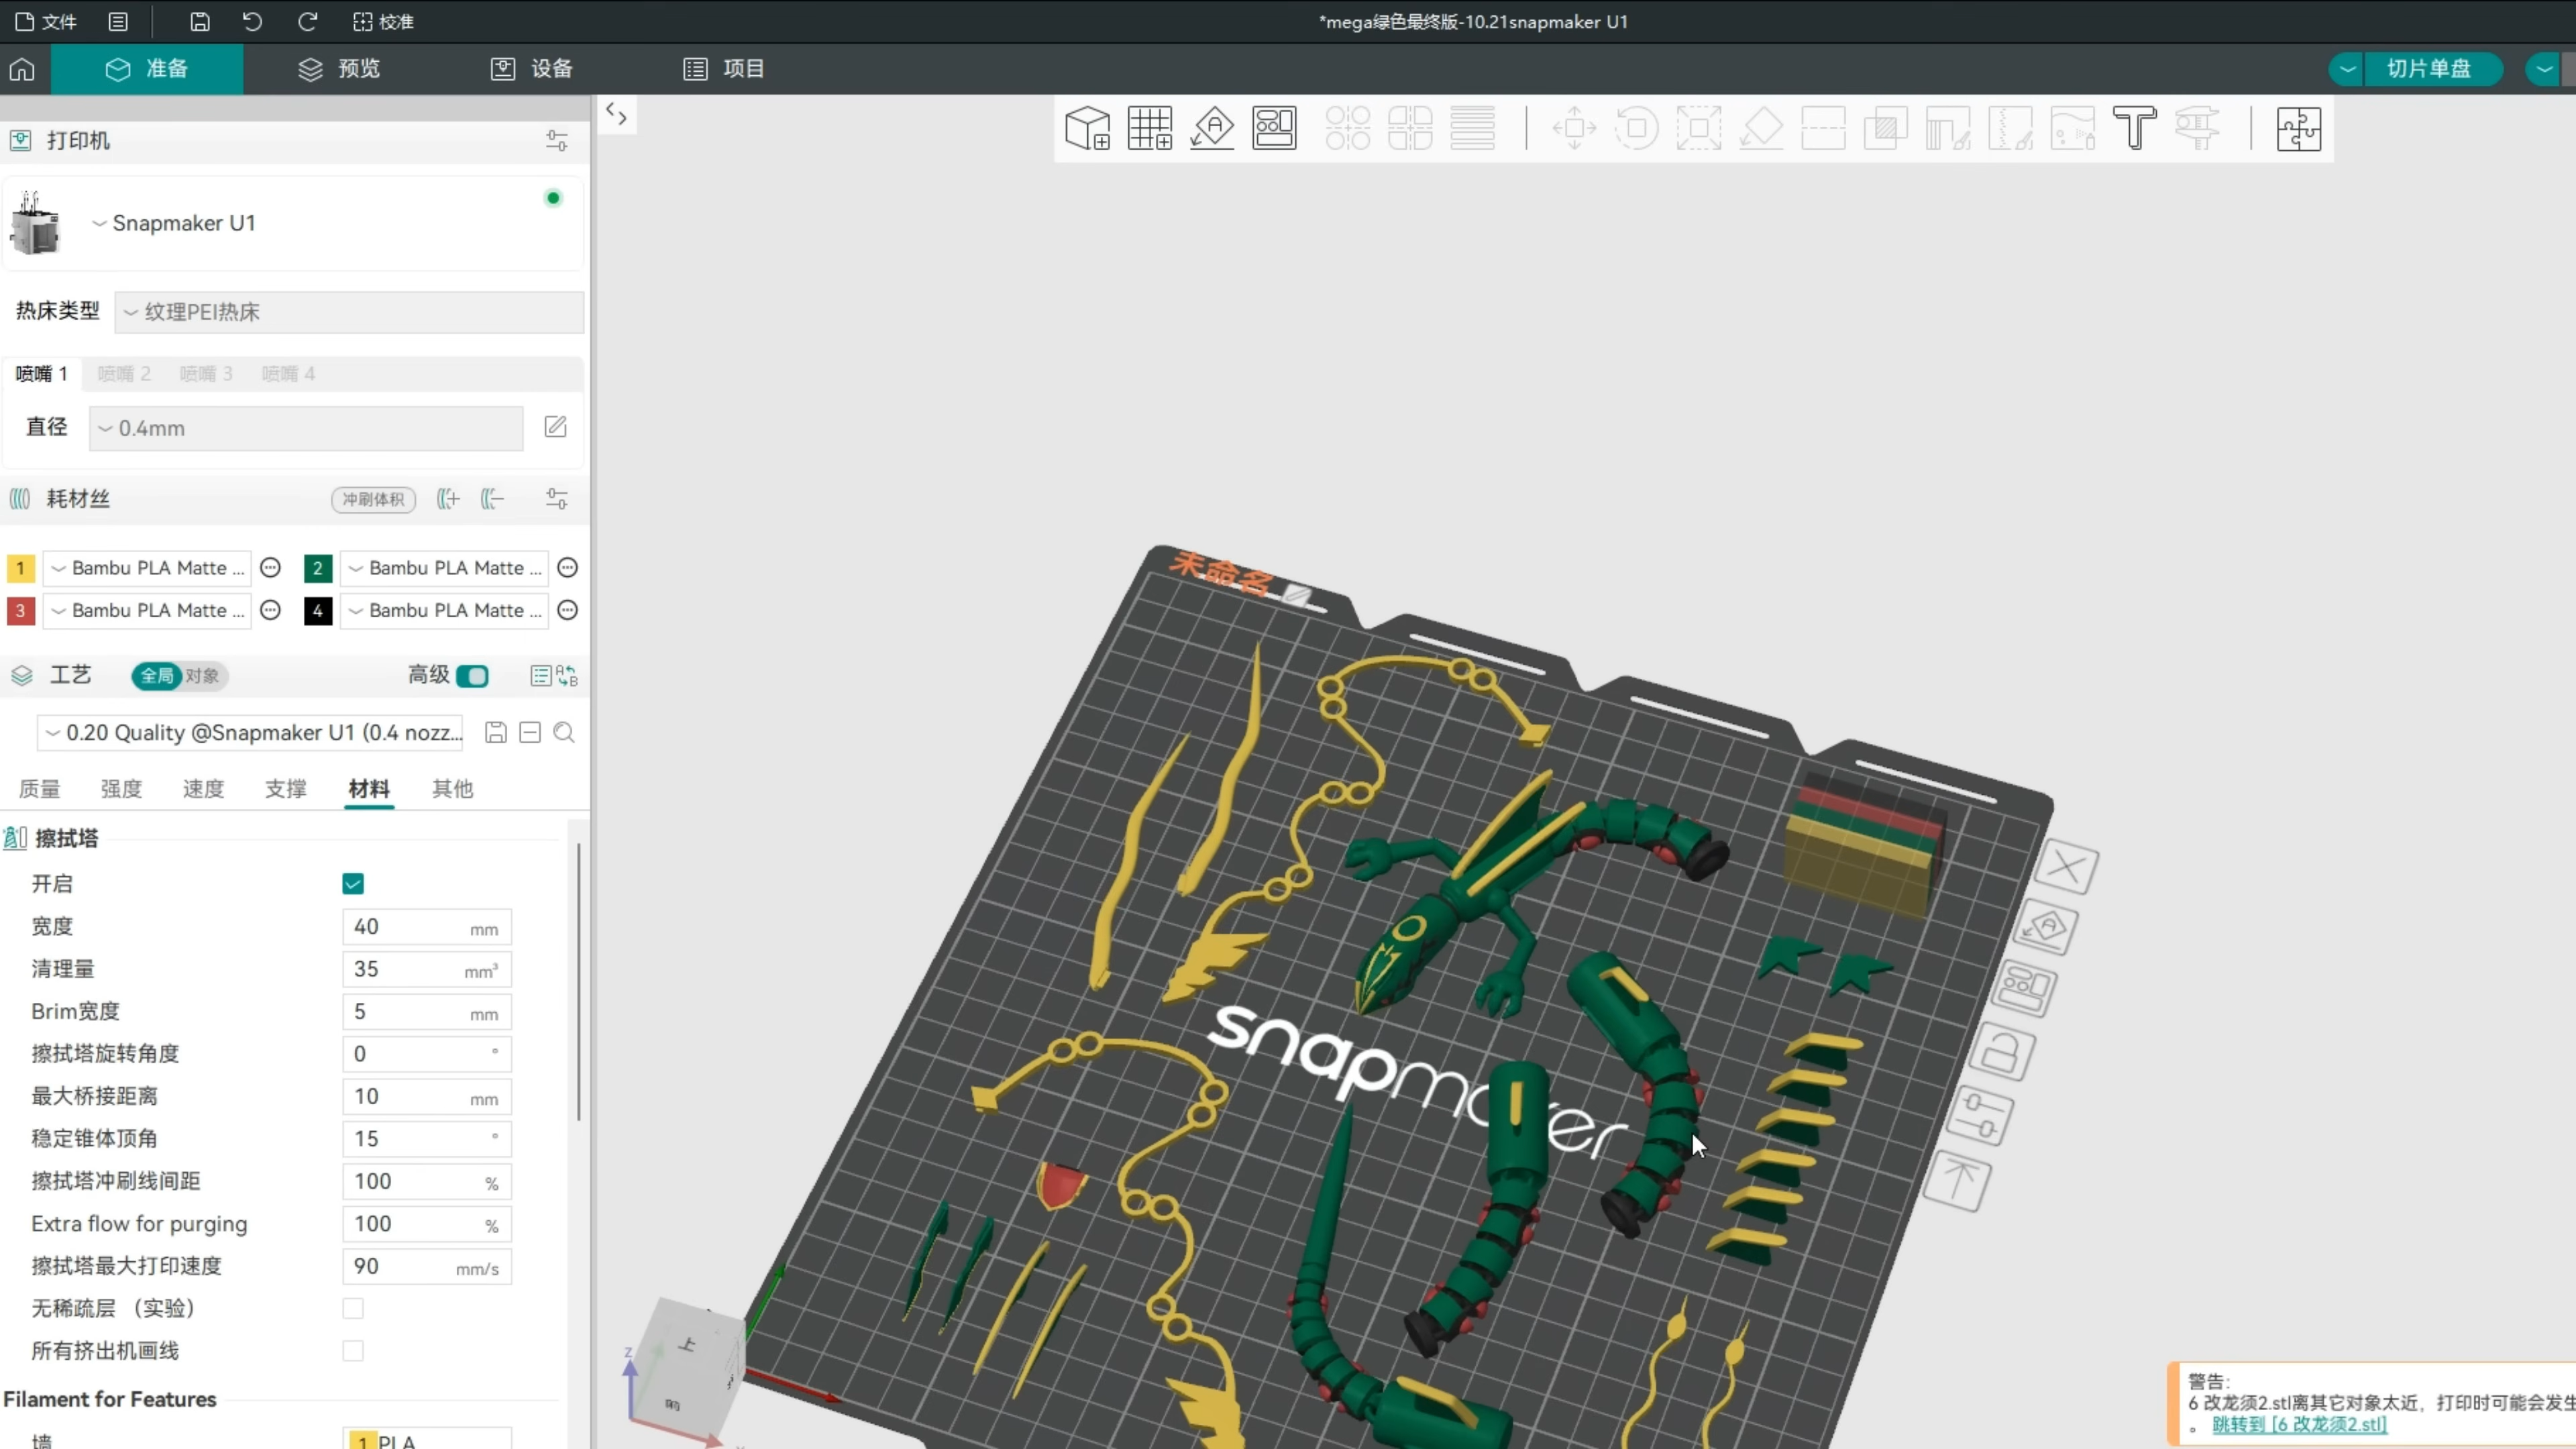 文件
校准
*mega绿色最终版-10.21snapmaker U1
准备
预览
设备
项目
切片单盘
打印机
Snapmaker U1
热床类型
纹理PEI热床
喷嘴 1
喷嘴 2
喷嘴 3
喷嘴 4
直径
0.4mm
耗材丝
冲刷体积
1 Bambu PLA Matte ...
2 Bambu PLA Matte ...
3 Bambu PLA Matte ...
4 Bambu PLA Matte ...
工艺
全局 对象
高级
0.20 Quality @Snapmaker U1 (0.4 nozz...
质量
强度
速度
支撑
材料
其他
擦拭塔
开启
宽度 40 mm
清理量 35 mm³
Brim宽度 5 mm
擦拭塔旋转角度 0 °
最大桥接距离 10 mm
稳定锥体顶角 15 °
擦拭塔冲刷线间距 100 %
Extra flow for purging 100 %
擦拭塔最大打印速度 90 mm/s
无稀疏层 （实验）
所有挤出机画线
Filament for Features
墙 1 PLA
未命名
snapmaker
上
z
警告:
6 改龙须2.stl离其它对象太近，打印时可能会发生
。 跳转到 [6 改龙须2.stl]